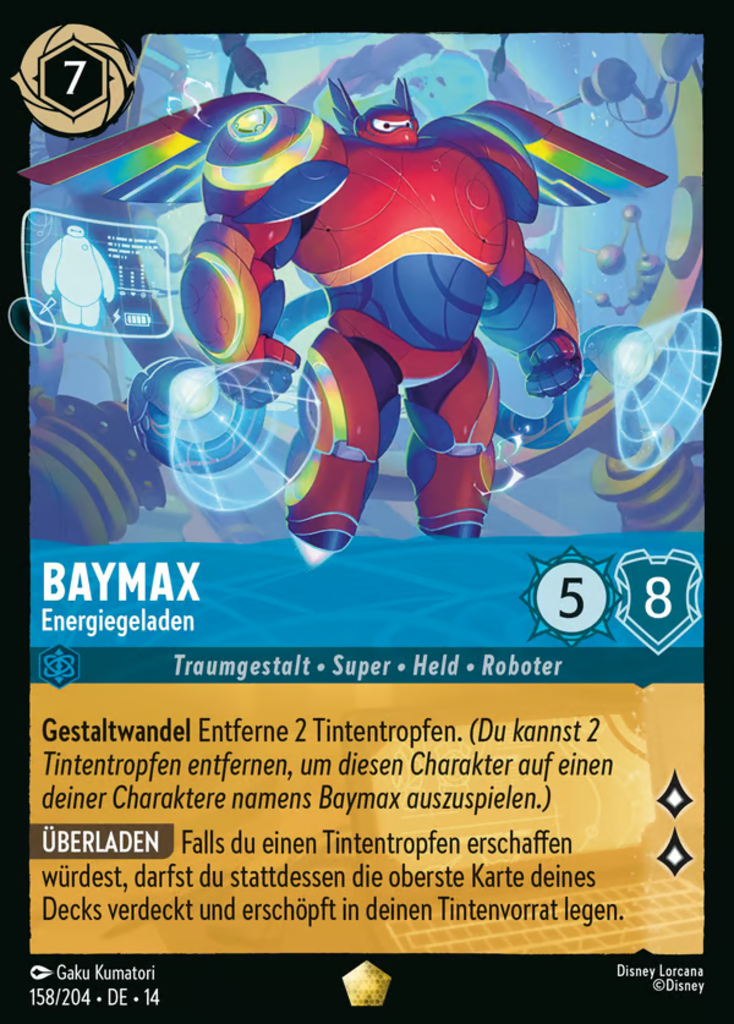 7
BAYMAX
Energiegeladen
5
8
Traumgestalt • Super • Held • Roboter
Gestaltwandel Entferne 2 Tintentropfen. (Du kannst 2
Tintentropfen entfernen, um diesen Charakter auf einen
deiner Charaktere namens Baymax auszuspielen.)
ÜBERLADEN Falls du einen Tintentropfen erschaffen
würdest, darfst du stattdessen die oberste Karte deines
Decks verdeckt und erschöpft in deinen Tintenvorrat legen.
Gaku Kumatori
158/204 • DE • 14
Disney Lorcana
©Disney